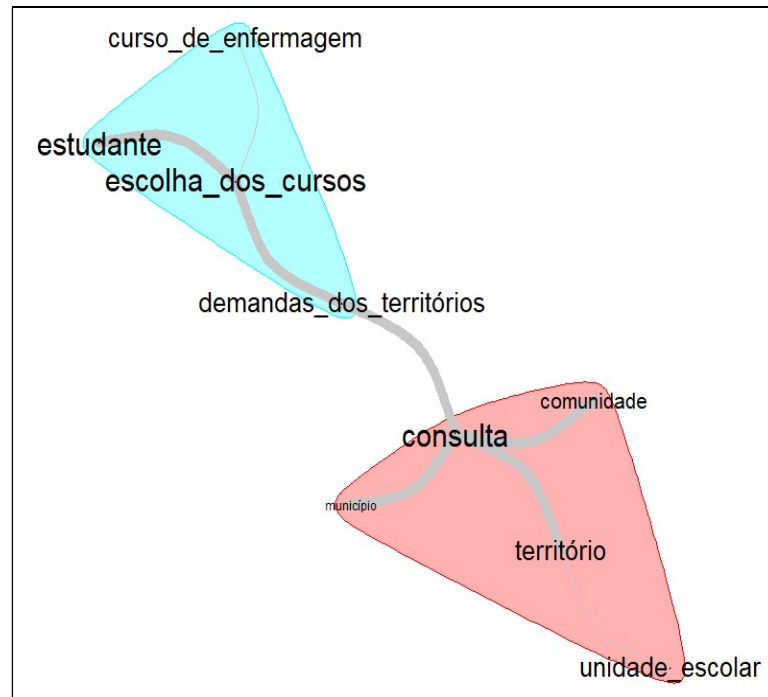 curso_de_enfermagem
estudante
escolha_dos_cursos
demandas_dos_territórios
comunidade
consulta
município
território
unidade_escolar